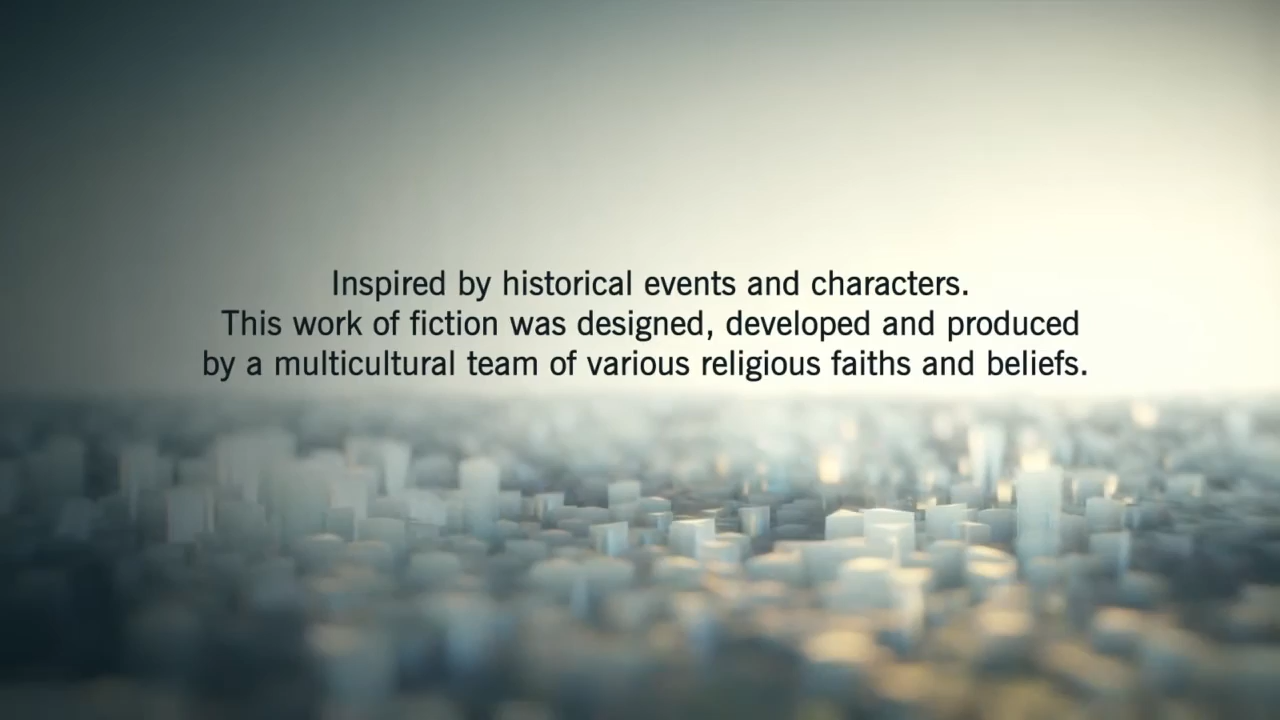 Inspired by historical events and characters.
This work of fiction was designed, developed and produced
by a multicultural team of various religious faiths and beliefs.